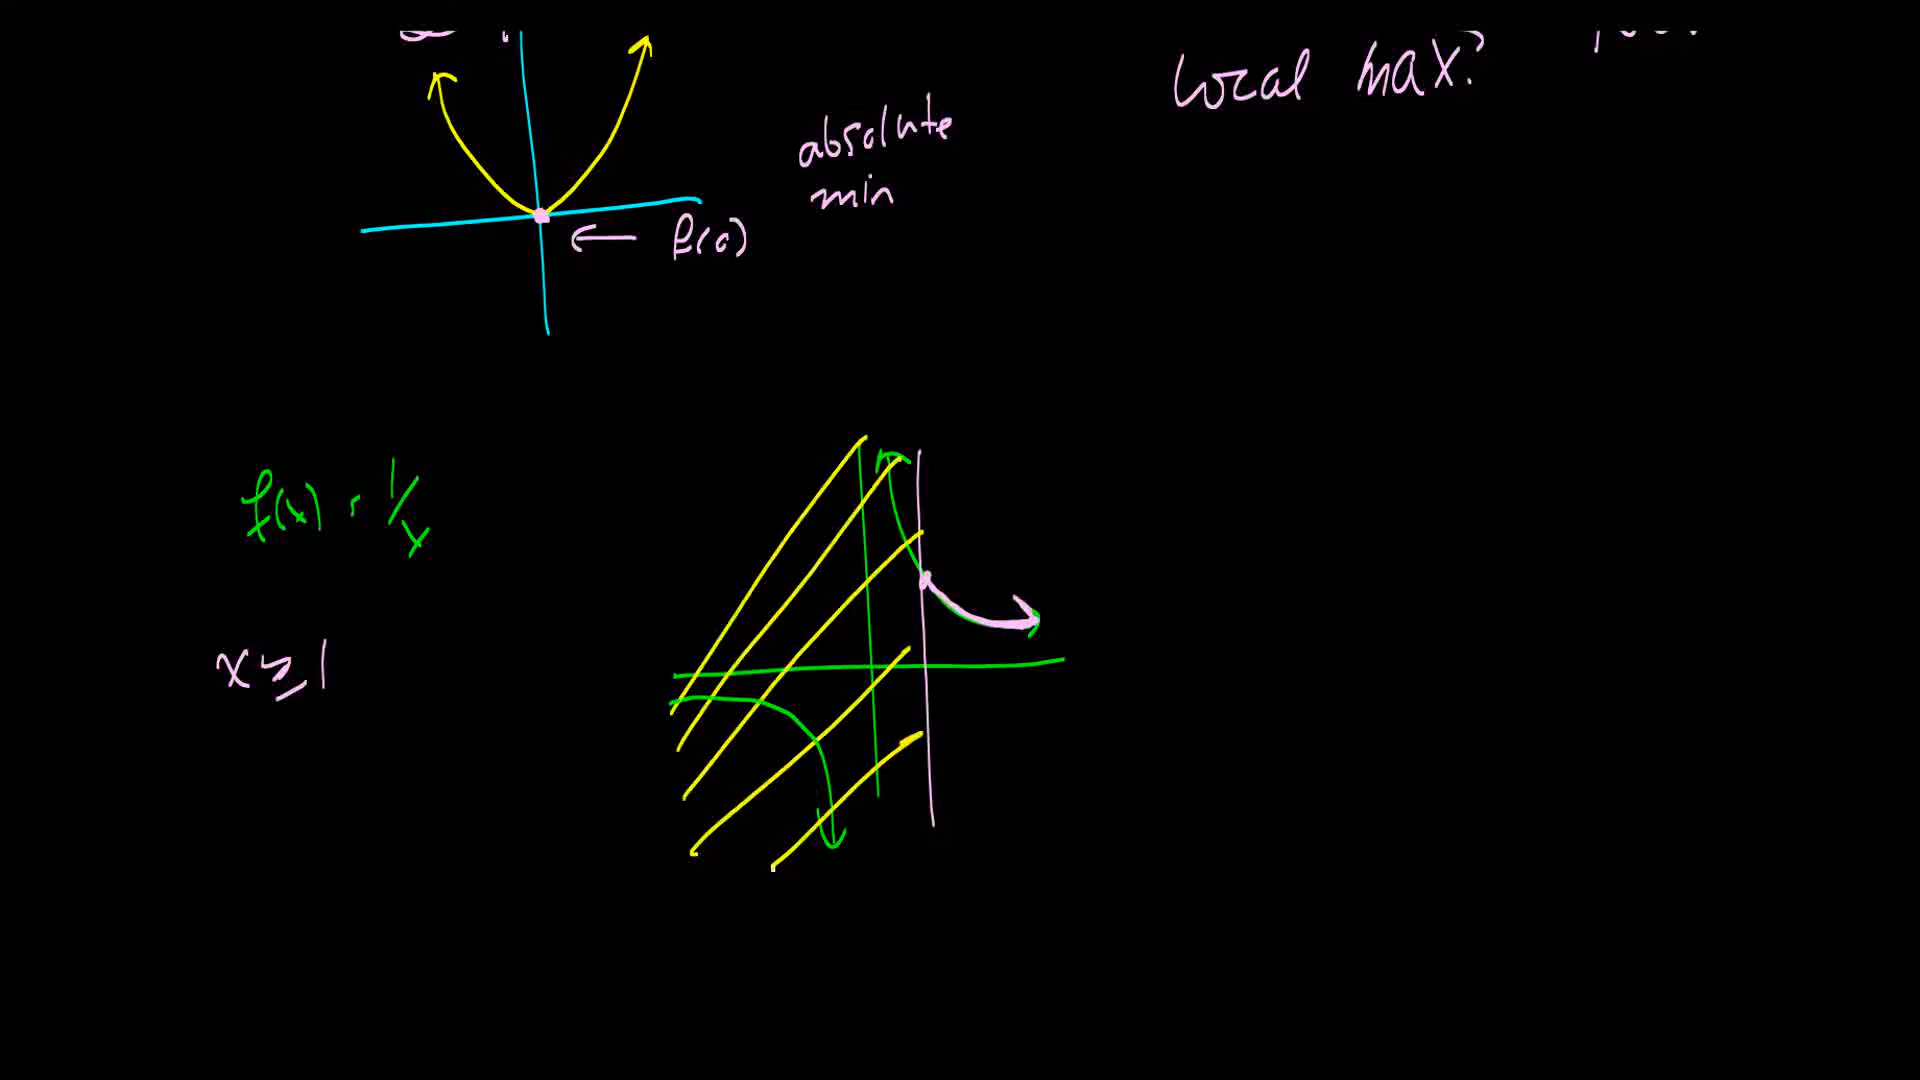 local max?
absolute
min
← f(0)
f(x) = 1/x
x ≥ 1